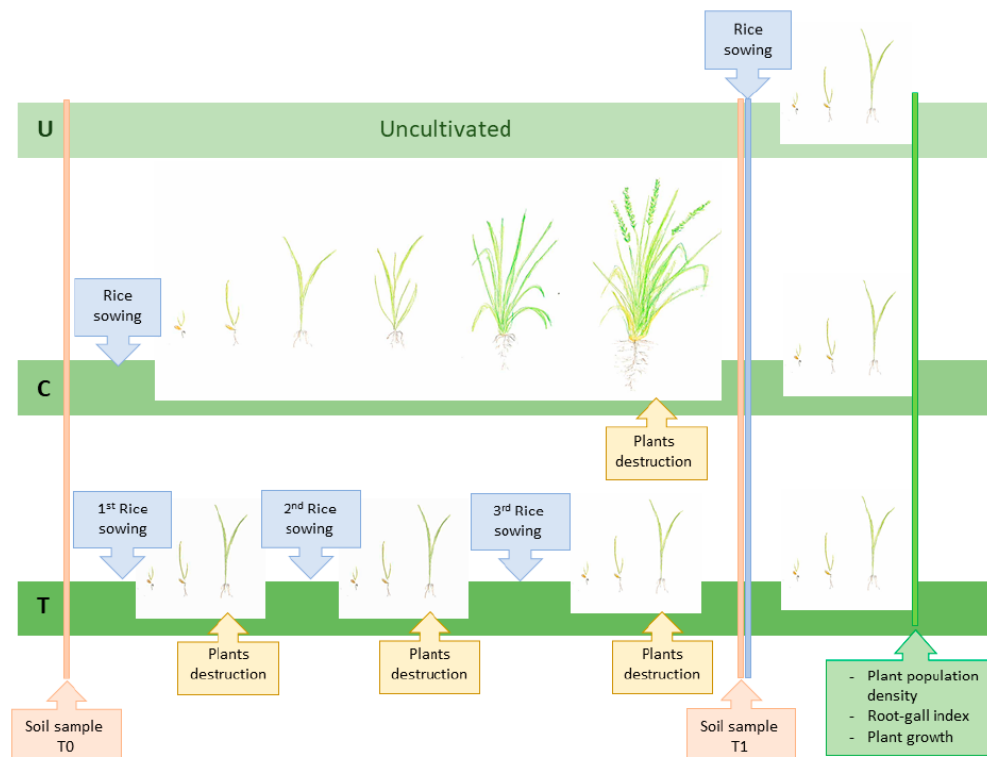 Rice
sowing
U
Uncultivated
Rice
sowing
C
Plants
destruction
1st Rice
sowing
2nd Rice
sowing
3rd Rice
sowing
T
Plants
destruction
Plants
destruction
Plants
destruction
- Plant population
density
- Root-gall index
- Plant growth
Soil sample
T0
Soil sample
T1